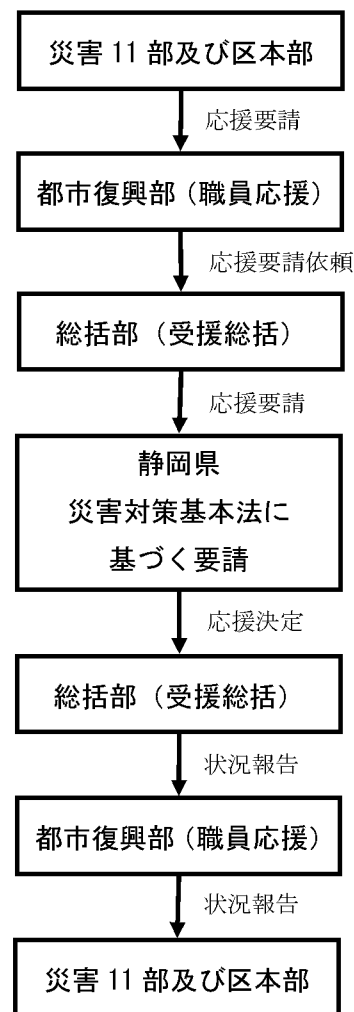 災害 11 部及び区本部
応援要請
都市復興部（職員応援）
応援要請依頼
総括部（受援総括）
応援要請
静岡県
災害対策基本法に
基づく要請
応援決定
総括部（受援総括）
状況報告
都市復興部（職員応援）
状況報告
災害 11 部及び区本部